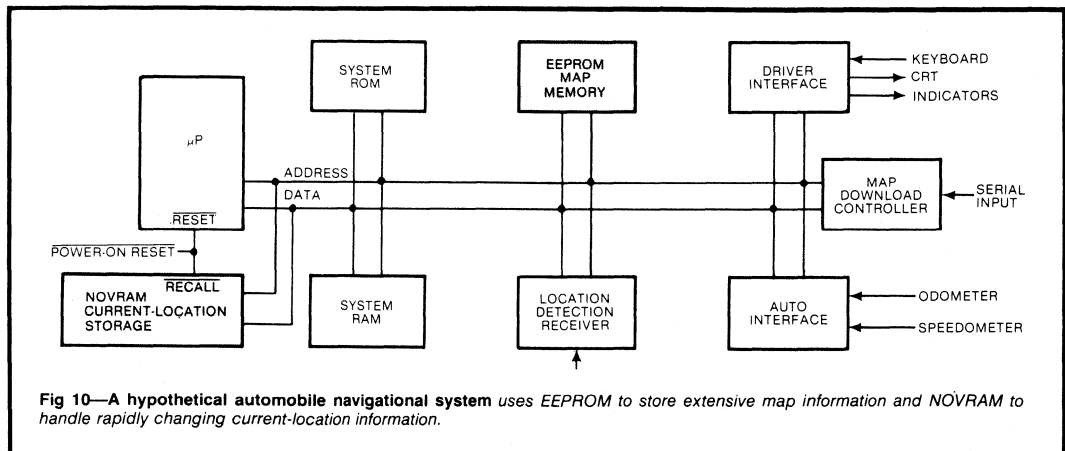 SYSTEM
ROM
EEPROM
MAP
MEMORY
DRIVER
INTERFACE
KEYBOARD
CRT
INDICATORS
μP
ADDRESS
DATA
MAP
DOWNLOAD
CONTROLLER
SERIAL
INPUT
RESET
POWER-ON RESET
RECALL
NOVRAM
CURRENT-LOCATION
STORAGE
SYSTEM
RAM
LOCATION
DETECTION
RECEIVER
AUTO
INTERFACE
ODOMETER
SPEEDOMETER
Fig 10—A hypothetical automobile navigational system uses EEPROM to store extensive map information and NOVRAM to
handle rapidly changing current-location information.